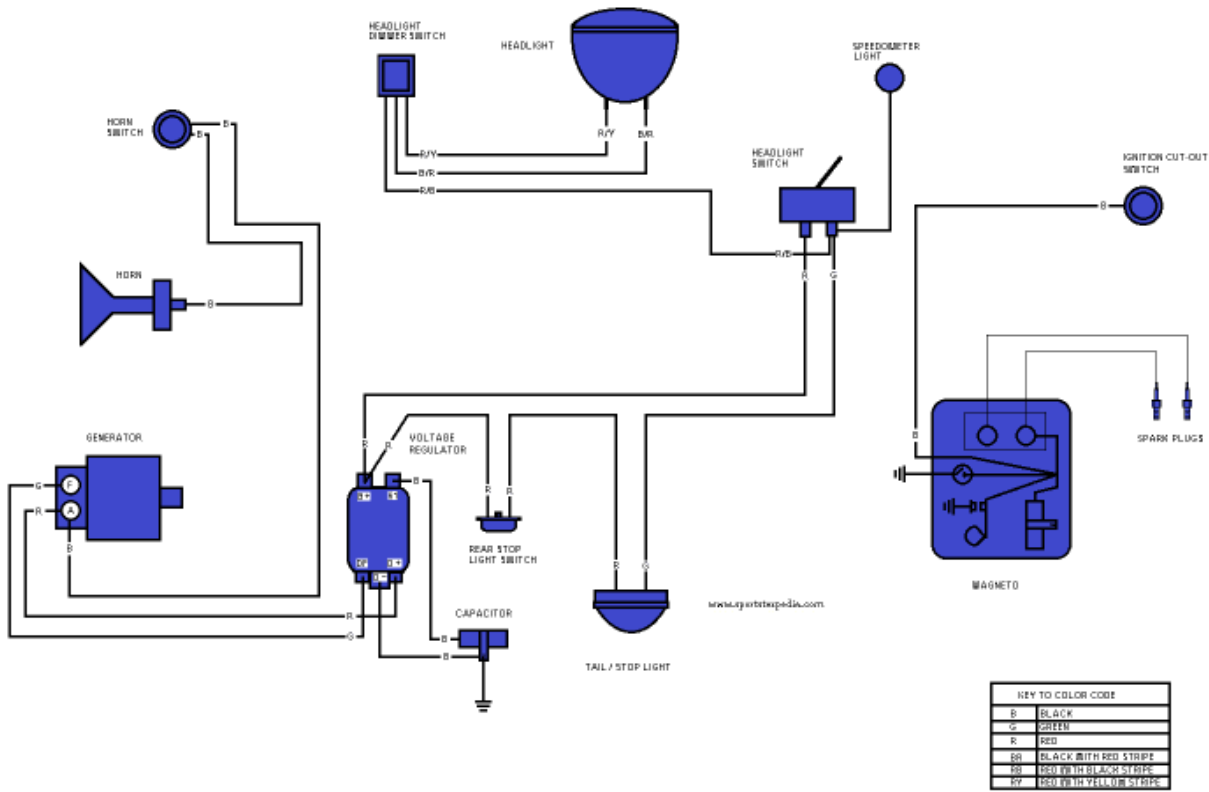 HEADLIGHT
DIMMER SWITCH
HEADLIGHT
SPEEDOMETER
LIGHT
HORN
SWITCH
B
B
R/Y
B/R
R/Y
B/R
R/B
HEADLIGHT
SWITCH
IGNITION CUT-OUT
SWITCH
B
R/B
R
G
HORN
B
GENERATOR
G
F
R
A
B
VOLTAGE
REGULATOR
R
R
B
B+
D+
D-
R
R
REAR STOP
LIGHT SWITCH
R
G
B
SPARK PLUGS
MAGNETO
R
G
CAPACITOR
B
B
www.sportsterpedia.com
TAIL / STOP LIGHT
KEY TO COLOR CODE
B BLACK
G GREEN
R RED
BR BLACK WITH RED STRIPE
RB RED WITH BLACK STRIPE
RY RED WITH YELLOW STRIPE